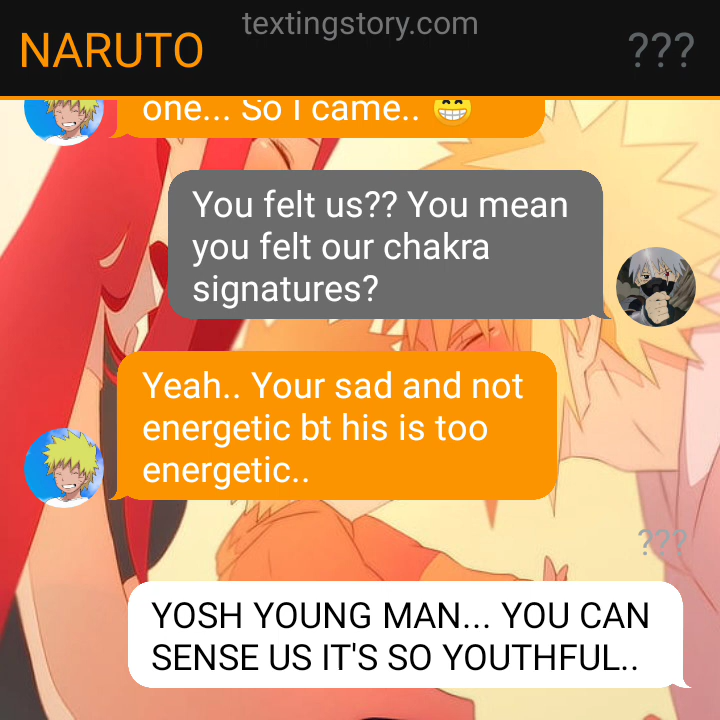 textingstory.com
NARUTO
???
one... So I came.. 😁
You felt us?? You mean
you felt our chakra
signatures?
Yeah.. Your sad and not
energetic bt his is too
energetic..
???
YOSH YOUNG MAN... YOU CAN
SENSE US IT'S SO YOUTHFUL..